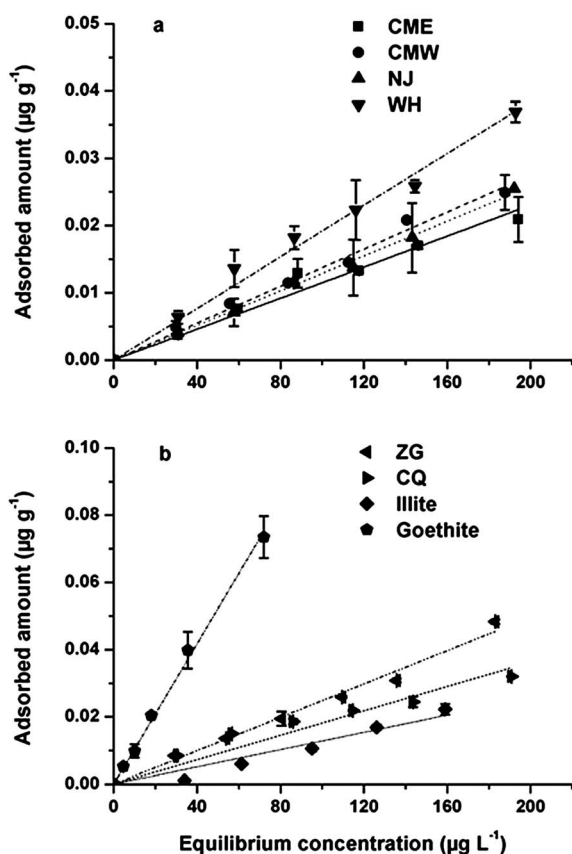 a
CME
CMW
NJ
WH
0.05
0.04
0.03
0.02
0.01
0.00
Adsorbed amount (µg g⁻¹)
0
40
80
120
160
200
b
ZG
CQ
Illite
Goethite
0.10
0.08
0.06
0.04
0.02
0.00
Adsorbed amount (µg g⁻¹)
0
40
80
120
160
200
Equilibrium concentration (µg L⁻¹)